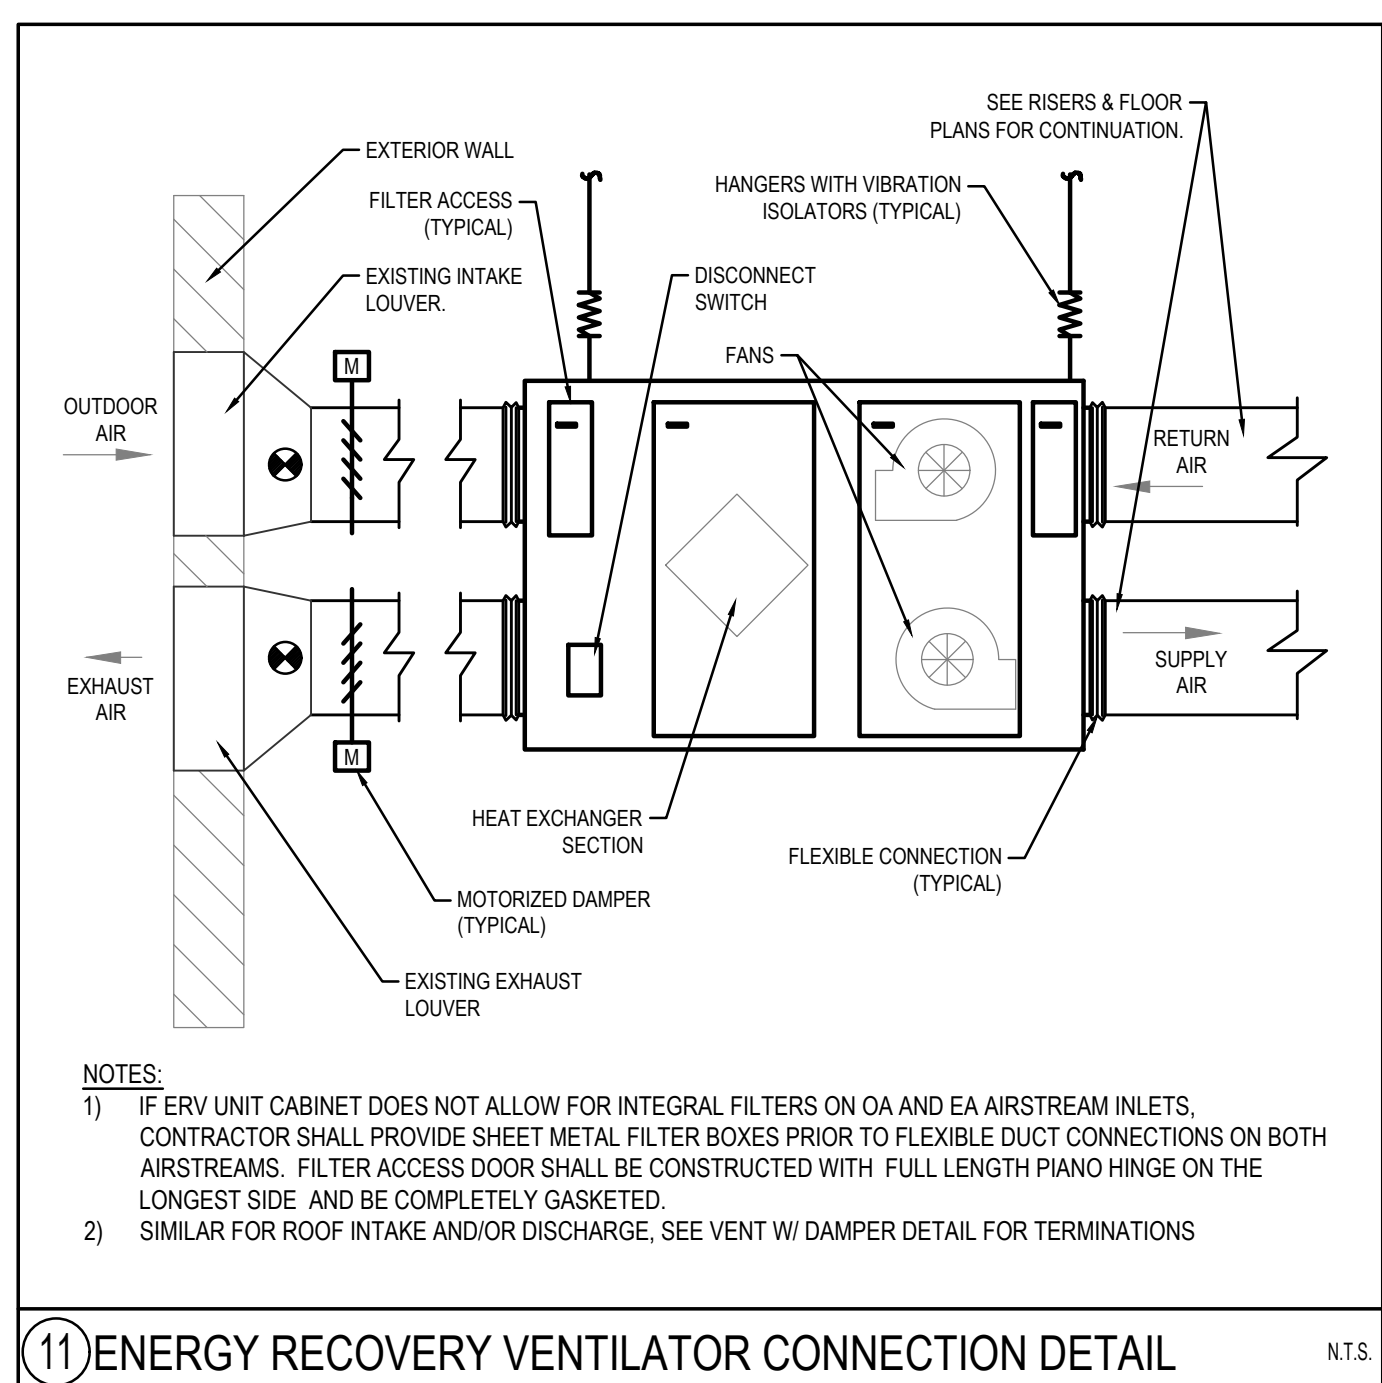 SEE RISERS & FLOOR
PLANS FOR CONTINUATION.
EXTERIOR WALL
HANGERS WITH VIBRATION
ISOLATORS (TYPICAL)
FILTER ACCESS
(TYPICAL)
EXISTING INTAKE
LOUVER.
DISCONNECT
SWITCH
FANS
M
OUTDOOR
AIR
RETURN
AIR
EXHAUST
AIR
SUPPLY
AIR
M
HEAT EXCHANGER
SECTION
FLEXIBLE CONNECTION
(TYPICAL)
MOTORIZED DAMPER
(TYPICAL)
EXISTING EXHAUST
LOUVER
NOTES:
1) IF ERV UNIT CABINET DOES NOT ALLOW FOR INTEGRAL FILTERS ON OA AND EA AIRSTREAM INLETS,
CONTRACTOR SHALL PROVIDE SHEET METAL FILTER BOXES PRIOR TO FLEXIBLE DUCT CONNECTIONS ON BOTH
AIRSTREAMS. FILTER ACCESS DOOR SHALL BE CONSTRUCTED WITH FULL LENGTH PIANO HINGE ON THE
LONGEST SIDE AND BE COMPLETELY GASKETED.
2) SIMILAR FOR ROOF INTAKE AND/OR DISCHARGE, SEE VENT W/ DAMPER DETAIL FOR TERMINATIONS
11 ENERGY RECOVERY VENTILATOR CONNECTION DETAIL
N.T.S.